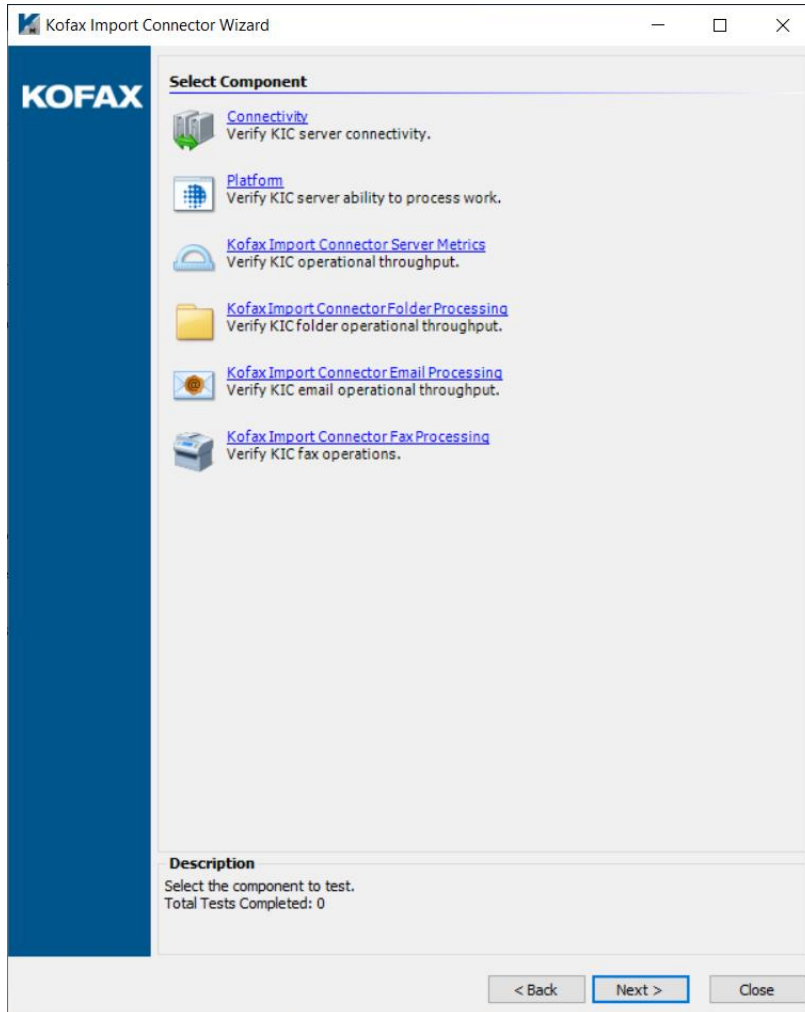 Kofax Import Connector Wizard
KOFAX
Select Component
Connectivity
Verify KIC server connectivity.
Platform
Verify KIC server ability to process work.
Kofax Import Connector Server Metrics
Verify KIC operational throughput.
Kofax Import Connector Folder Processing
Verify KIC folder operational throughput.
Kofax Import Connector Email Processing
Verify KIC email operational throughput.
Kofax Import Connector Fax Processing
Verify KIC fax operations.
Description
Select the component to test.
Total Tests Completed: 0
< Back Next > Close